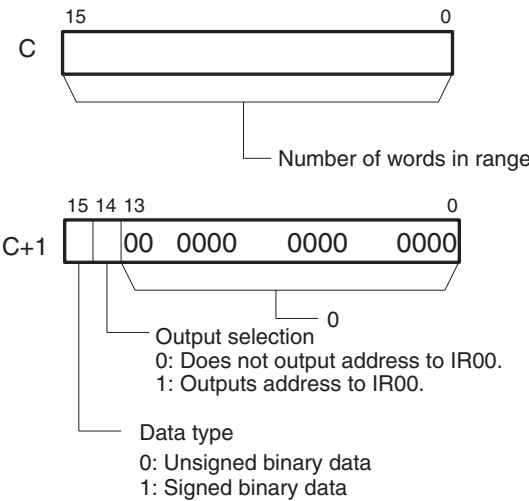 15 0
C
Number of words in range
15 14 13 0
C+1 00 0000 0000 0000
0
Output selection
0: Does not output address to IR00.
1: Outputs address to IR00.
Data type
0: Unsigned binary data
1: Signed binary data